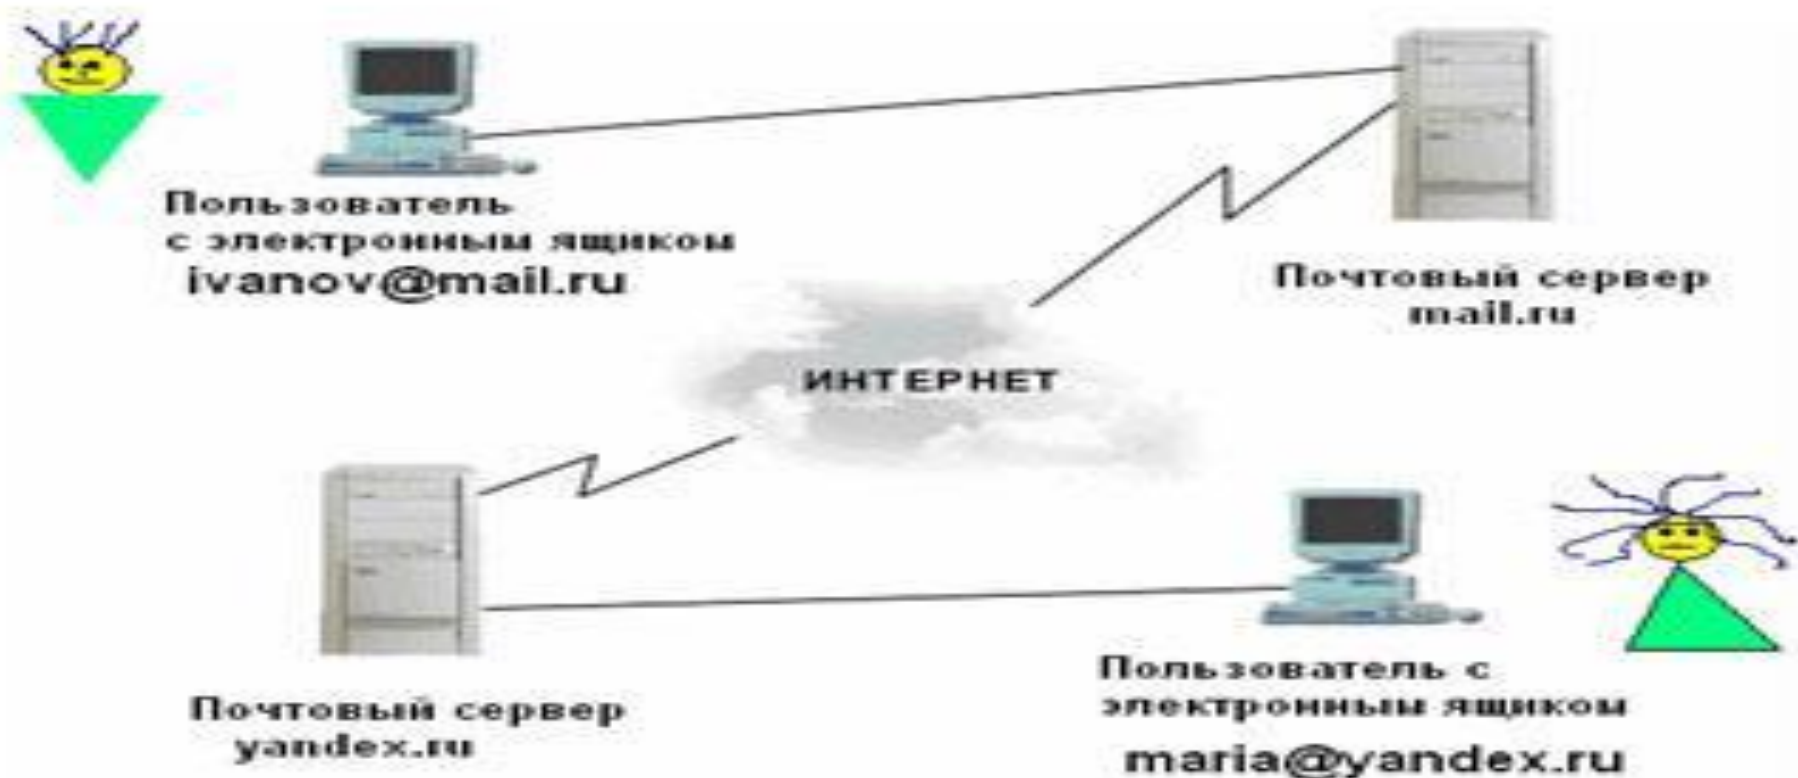 Пользователь
с электронным ящиком
ivanov@mail.ru
Почтовый сервер
mail.ru
ИНТЕРНЕТ
Почтовый сервер
yandex.ru
Пользователь с
электронным ящиком
maria@yandex.ru